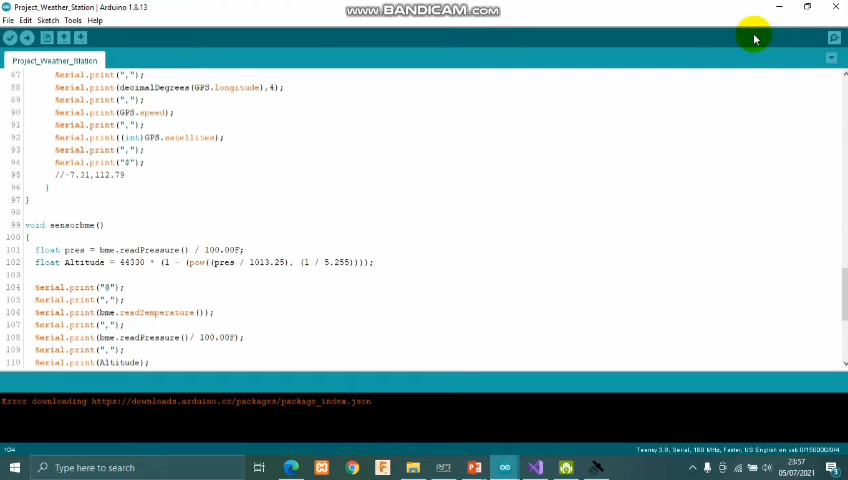 Project_Weather_Station | Arduino 1.8.13
www.BANDICAM.com
File Edit Sketch Tools Help
Project_Weather_Station
87 Serial.print(",");
88 Serial.print(decimalDegrees(GPS.longitude),4);
89 Serial.print(",");
90 Serial.print(GPS.speed);
91 Serial.print(",");
92 Serial.print((int)GPS.satellites);
93 Serial.print(",");
94 Serial.print("$");
95 //-7.31,112.79
96 }
97 }
98
99 void sensorbme()
100 {
101 float pres = bme.readPressure() / 100.00F;
102 float Altitude = 44330 * (1 - (pow((pres / 1013.25), (1 / 5.255))));
103
104 Serial.print("@");
105 Serial.print(",");
106 Serial.print(bme.readTemperature());
107 Serial.print(",");
108 Serial.print(bme.readPressure()/ 100.00F);
109 Serial.print(",");
110 Serial.print(Altitude);
Error downloading https://downloads.arduino.cc/packages/package_index.json
104
Teensy 3.6, Serial, 180 MHz, Faster, US English on usb:0/150000/0/4
Type here to search
23:57
05/07/2021
3